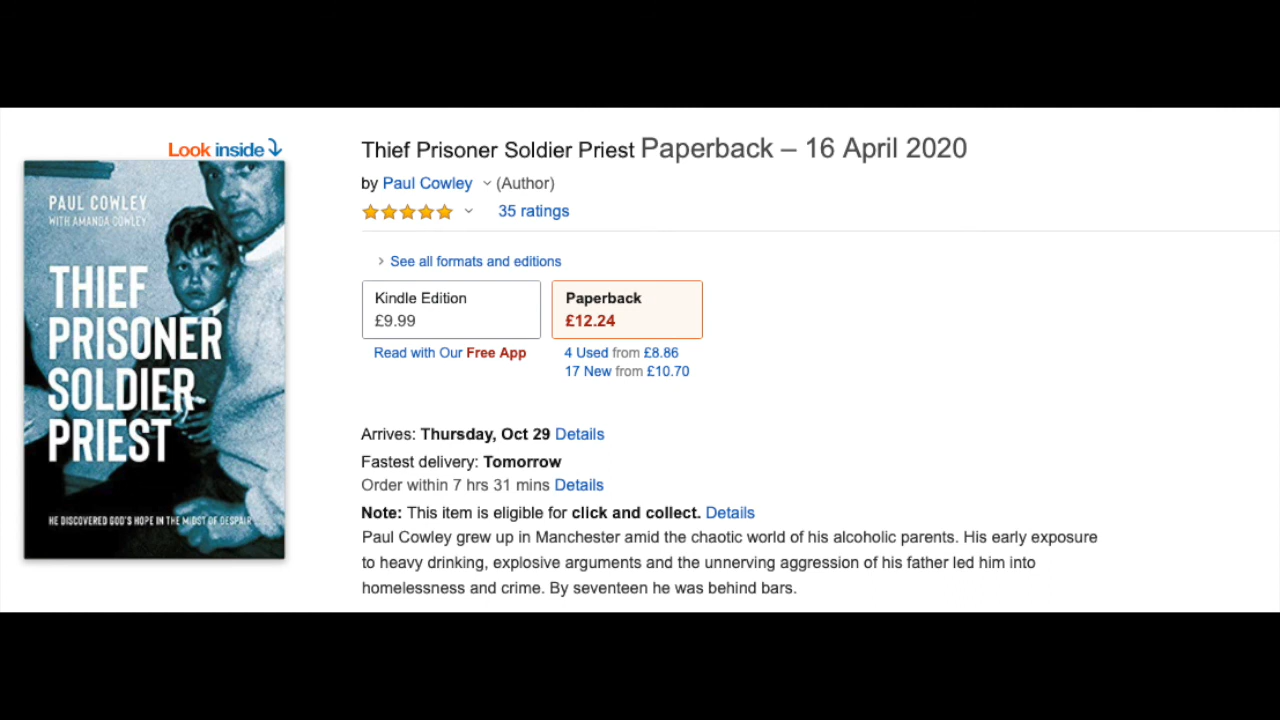 Look inside
PAUL COWLEY
WITH AMANDA COWLEY
THIEF
PRISONER
SOLDIER
PRIEST
HE DISCOVERED GOD'S HOPE IN THE MIDST OF DESPAIR
Thief Prisoner Soldier Priest Paperback – 16 April 2020
by Paul Cowley (Author)
35 ratings
See all formats and editions
Kindle Edition
£9.99
Read with Our Free App
Paperback
£12.24
4 Used from £8.86
17 New from £10.70
Arrives: Thursday, Oct 29 Details
Fastest delivery: Tomorrow
Order within 7 hrs 31 mins Details
Note: This item is eligible for click and collect. Details
Paul Cowley grew up in Manchester amid the chaotic world of his alcoholic parents. His early exposure
to heavy drinking, explosive arguments and the unnerving aggression of his father led him into
homelessness and crime. By seventeen he was behind bars.